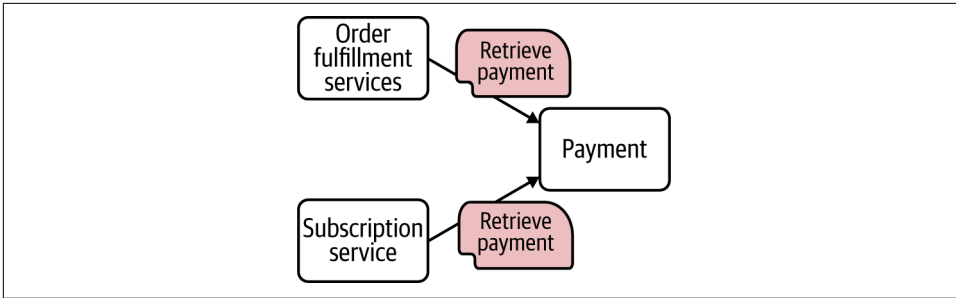 Order
fulfillment
services
Retrieve
payment
Payment
Subscription
service
Retrieve
payment